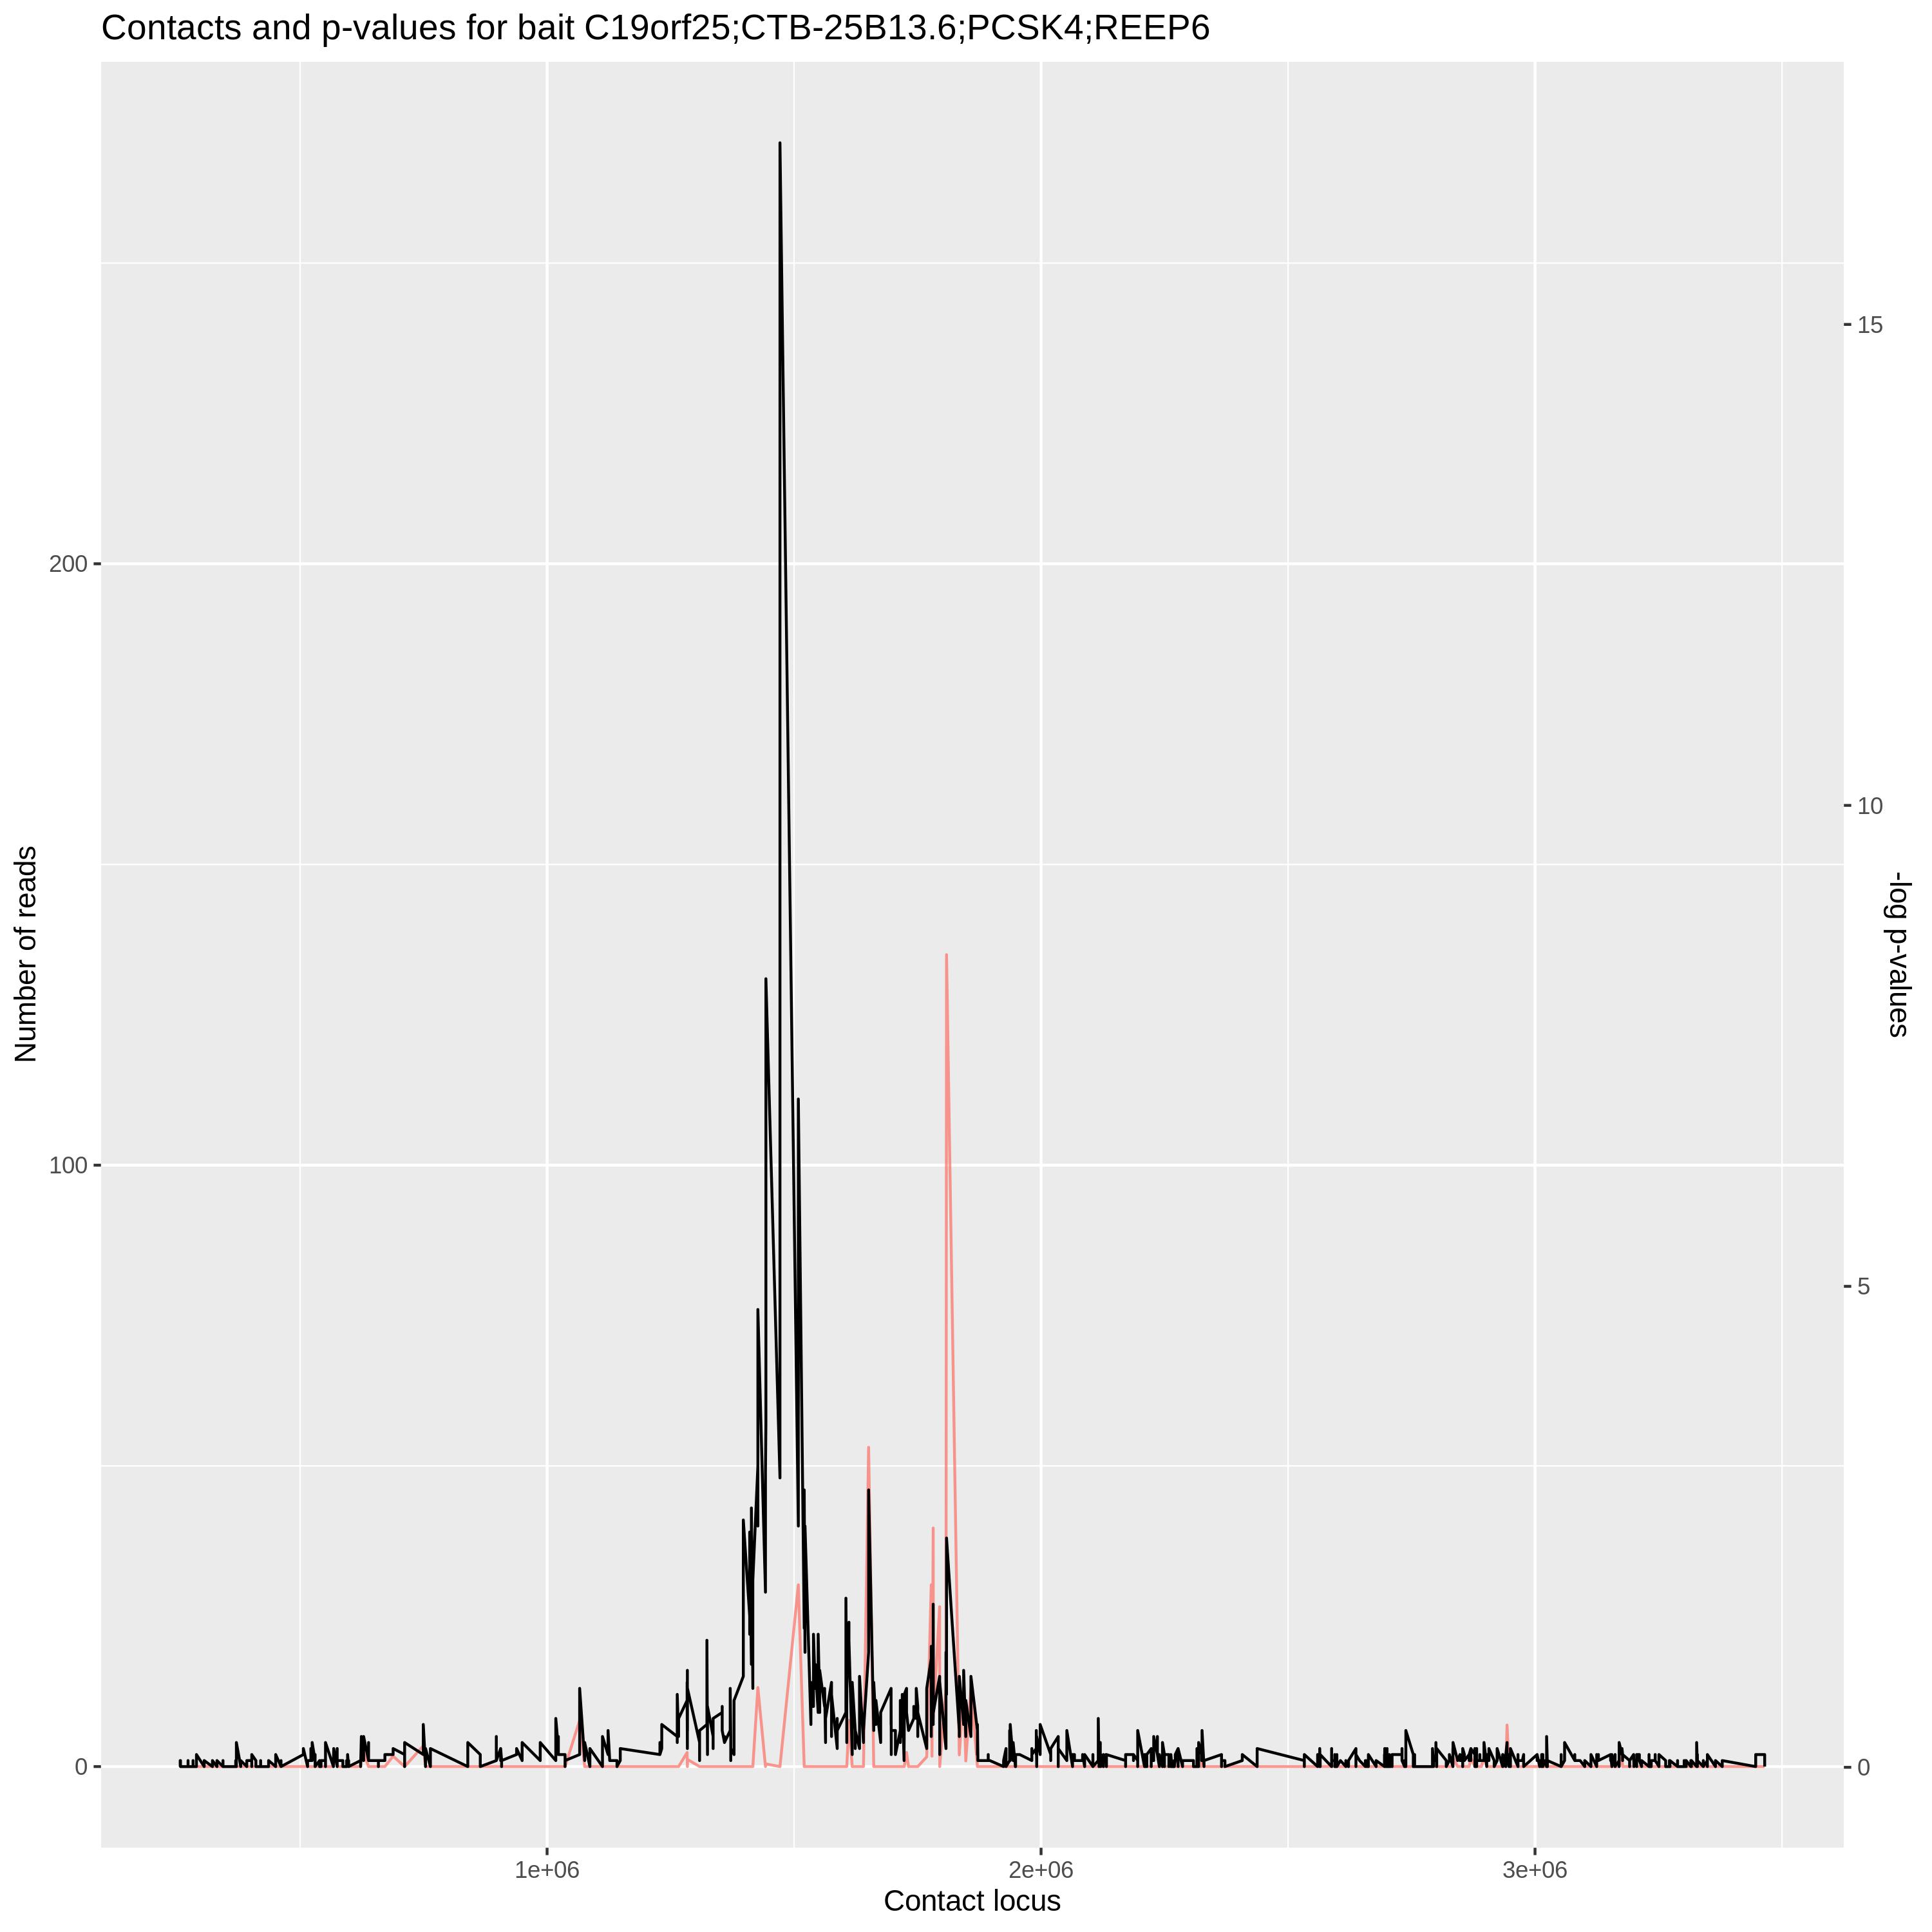 Contacts and p-values for bait C19orf25;CTB-25B13.6;PCSK4;REEP6
Number of reads
200
100
0
15
10
5
0
-log p-values
1e+06
2e+06
3e+06
Contact locus